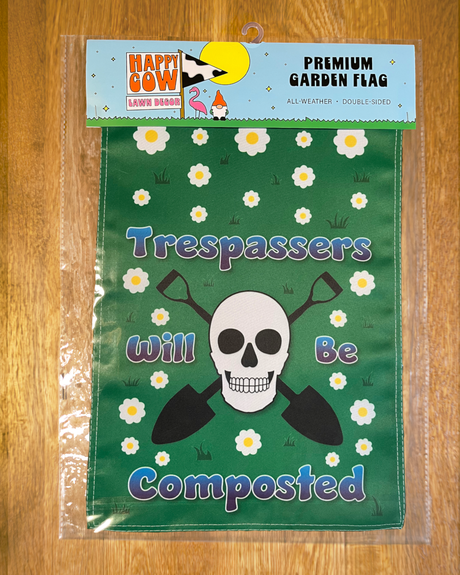 HAPPY
COW
LAWN DECOR
PREMIUM
GARDEN FLAG
ALL-WEATHER • DOUBLE-SIDED
Trespassers
Will Be
Composted